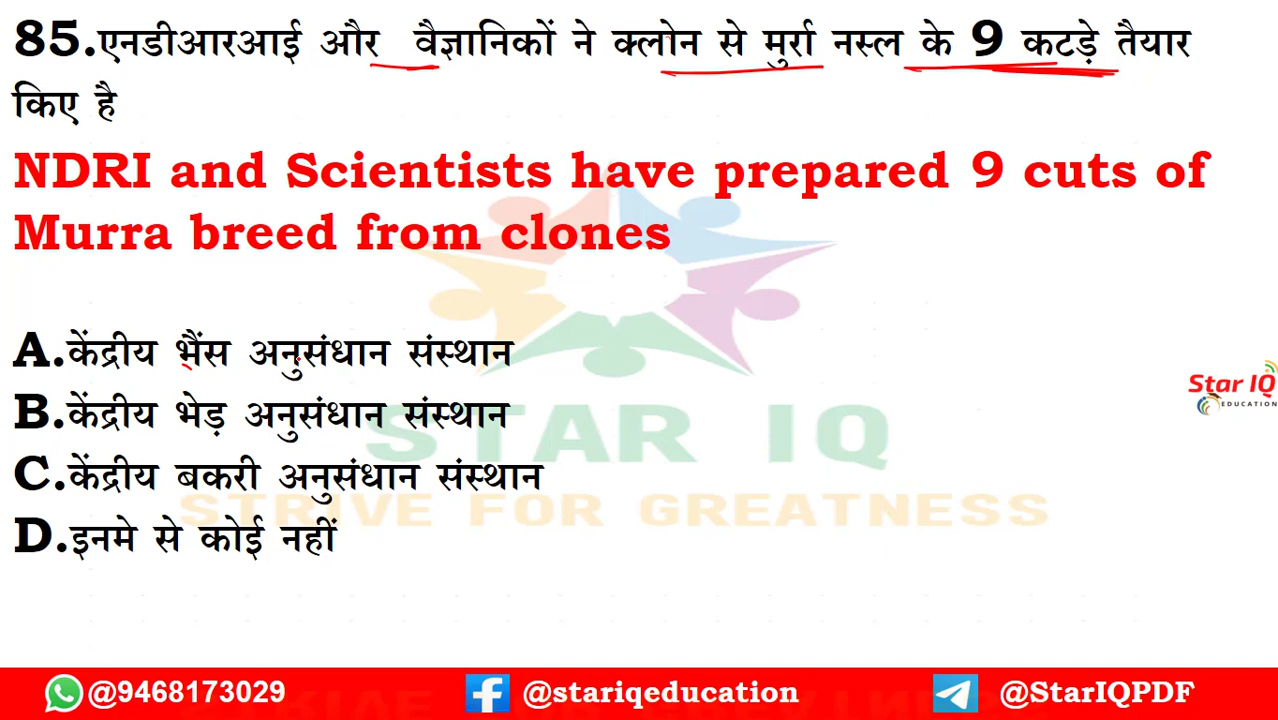 85.एनडीआरआई और वैज्ञानिकों ने क्लोन से मुर्रा नस्ल के 9 कटड़े तैयार
किए है
NDRI and Scientists have prepared 9 cuts of
Murra breed from clones
A.केंद्रीय भैंस अनुसंधान संस्थान
B.केंद्रीय भेड़ अनुसंधान संस्थान
C.केंद्रीय बकरी अनुसंधान संस्थान
D.इनमे से कोई नहीं
STAR IQ
STRIVE FOR GREATNESS
Star IQ
EDUCATION
@9468173029 @stariqeducation @StarIQPDF